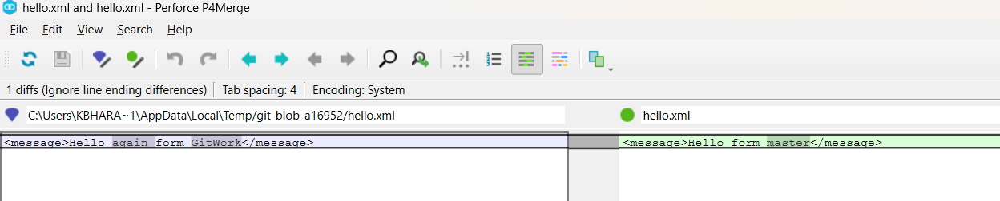 hello.xml and hello.xml - Perforce P4Merge
File Edit View Search Help
1 diffs (Ignore line ending differences) Tab spacing: 4 Encoding: System
C:\Users\KBHARA~1\AppData\Local\Temp/git-blob-a16952/hello.xml
hello.xml
<message>Hello again form GitWork</message>
<message>Hello form master</message>